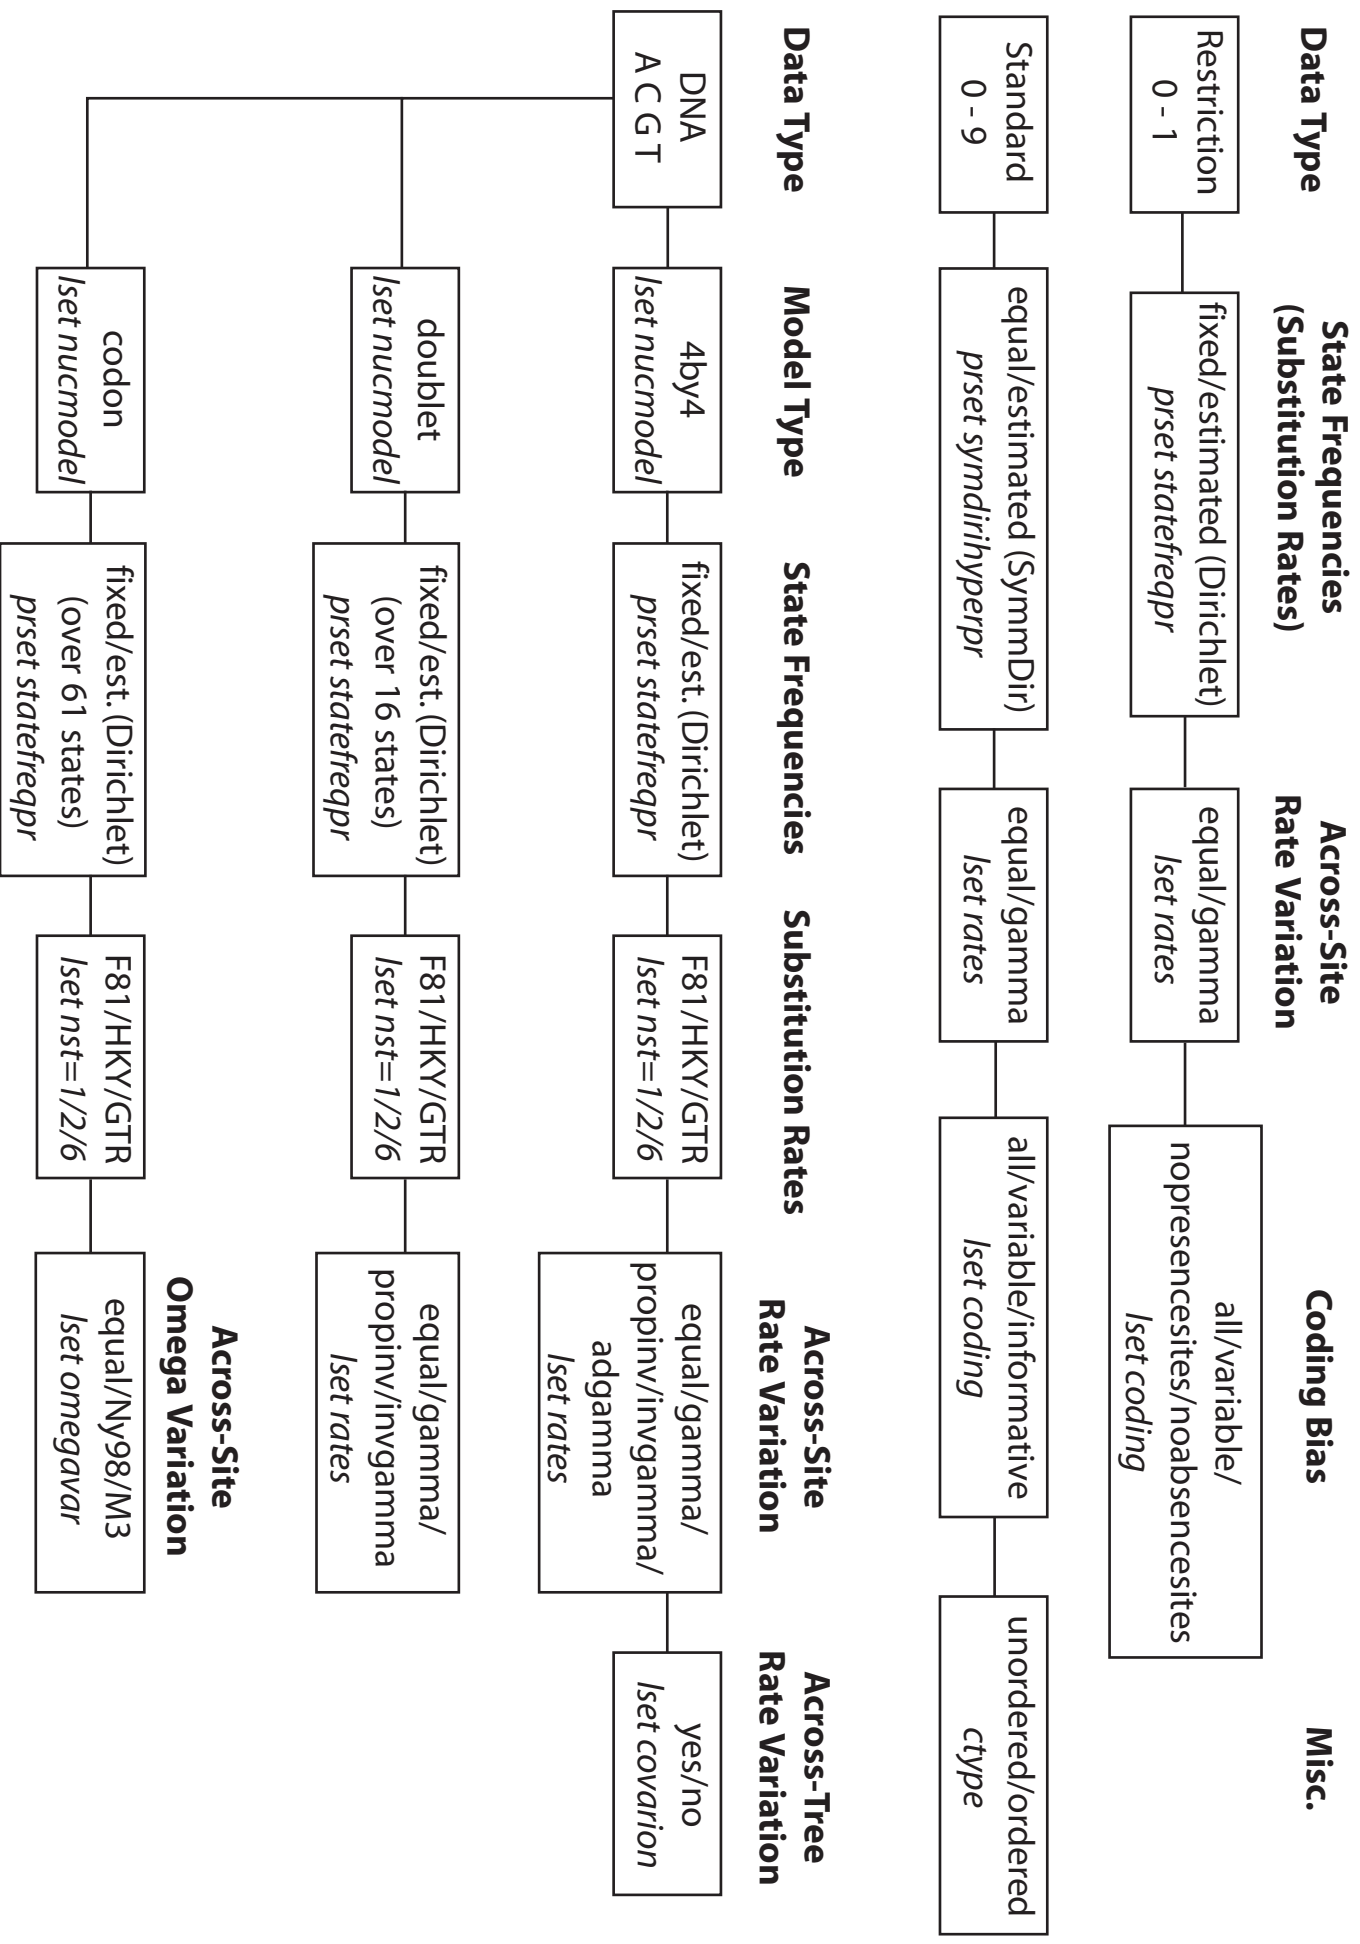 Data Type
State Frequencies
(Substitution Rates)
Across-Site
Rate Variation
Coding Bias
Misc.
Restriction
0 - 1
fixed/estimated (Dirichlet)
prset statefreqpr
equal/gamma
lset rates
all/variable/
nopresencesites/noabsencesites
lset coding
Standard
0 - 9
equal/estimated (SymmDir)
prset symdirihyperpr
equal/gamma
lset rates
all/variable/informative
lset coding
unordered/ordered
ctype
Data Type
Model Type
State Frequencies
Substitution Rates
Across-Site
Rate Variation
Across-Tree
Rate Variation
DNA
A C G T
4by4
lset nucmodel
fixed/est. (Dirichlet)
prset statefreqpr
F81/HKY/GTR
lset nst=1/2/6
equal/gamma/
propinv/invgamma/
adgamma
lset rates
yes/no
lset covarion
doublet
lset nucmodel
fixed/est. (Dirichlet)
(over 16 states)
prset statefreqpr
F81/HKY/GTR
lset nst=1/2/6
equal/gamma/
propinv/invgamma
lset rates
Across-Site
Omega Variation
codon
lset nucmodel
fixed/est. (Dirichlet)
(over 61 states)
prset statefreqpr
F81/HKY/GTR
lset nst=1/2/6
equal/Ny98/M3
lset omegavar